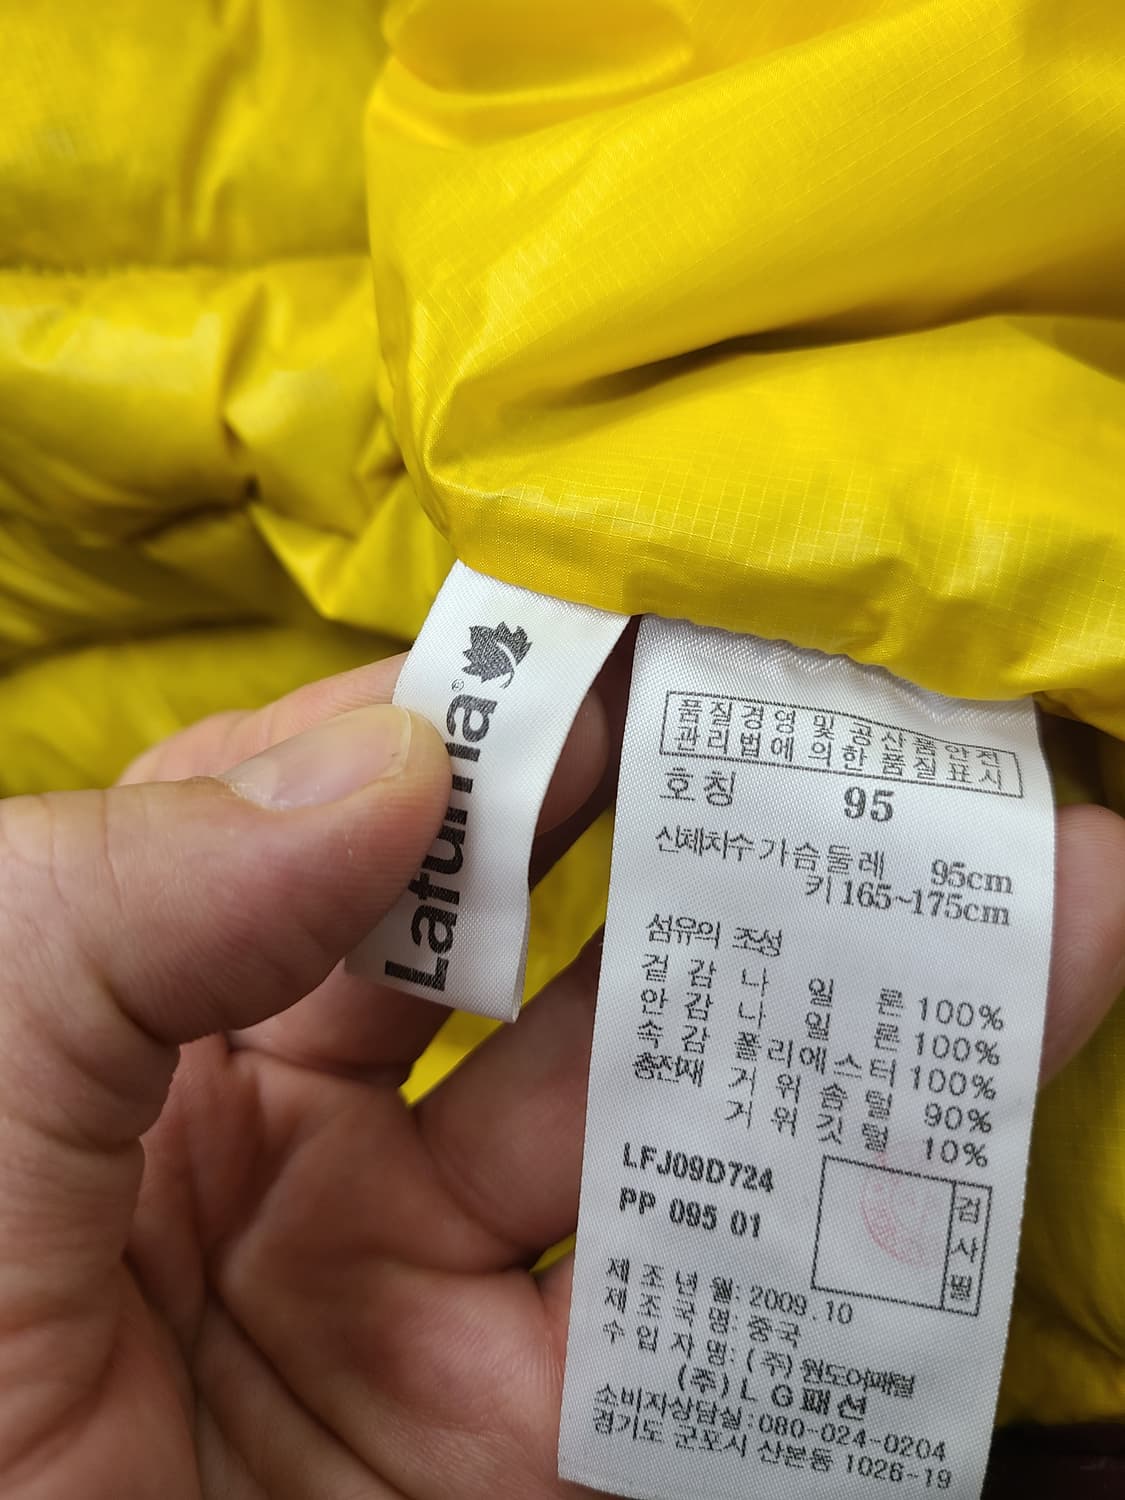 Lafuma®
품질경영 및 공산품안전
관리법에 의한 품질표시
호칭 95
신체치수 가슴둘레 95cm
키 165~175cm
섬유의 조성
겉 감 나 일 론 100%
안 감 나 일 론 100%
속 감 폴리에스터 100%
충전재 거 위 솜 털 90%
거 위 깃 털 10%
LFJ09D724
PP 095 01
검사필
제 조 년 월: 2009.10
제 조 국 명: 중국
수 입 자 명: (주) 원도어패럴
(주) L G 패션
소비자상담실:080-024-0204
경기도 군포시 산본동 1026-19